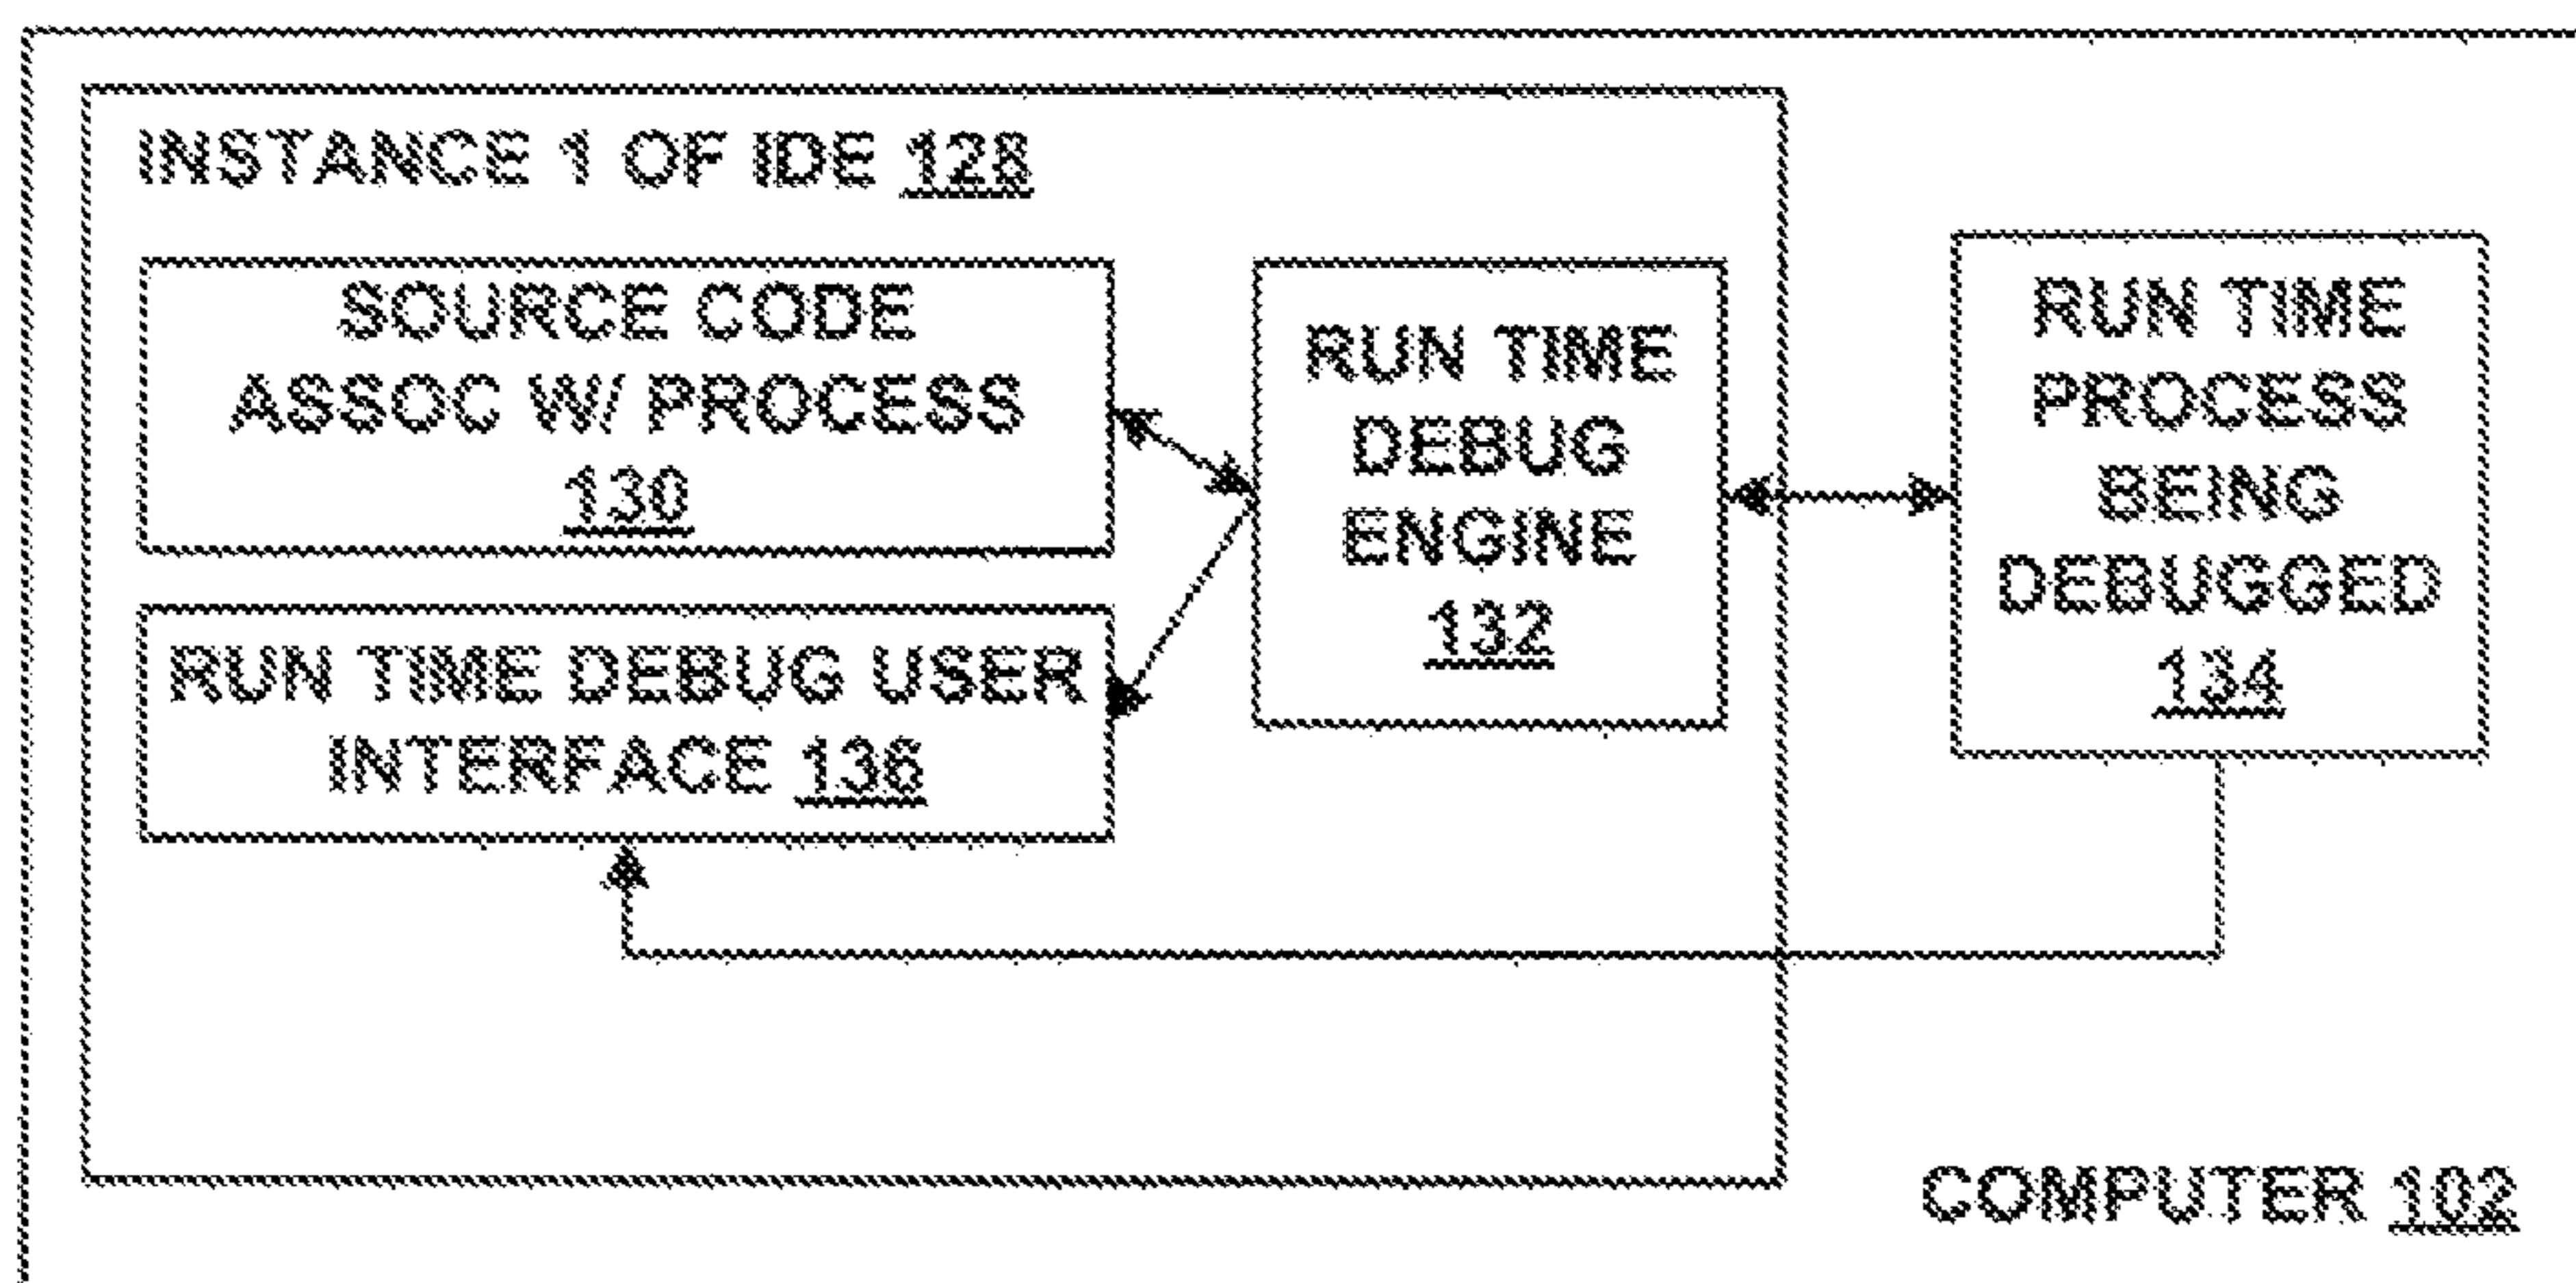 INSTANCE 1 OF IDE 128
SOURCE CODE
ASSOC W/ PROCESS
130
RUN TIME DEBUG USER
INTERFACE 136
RUN TIME
DEBUG
ENGINE
132
RUN TIME
PROCESS
BEING
DEBUGGED
134
COMPUTER 102